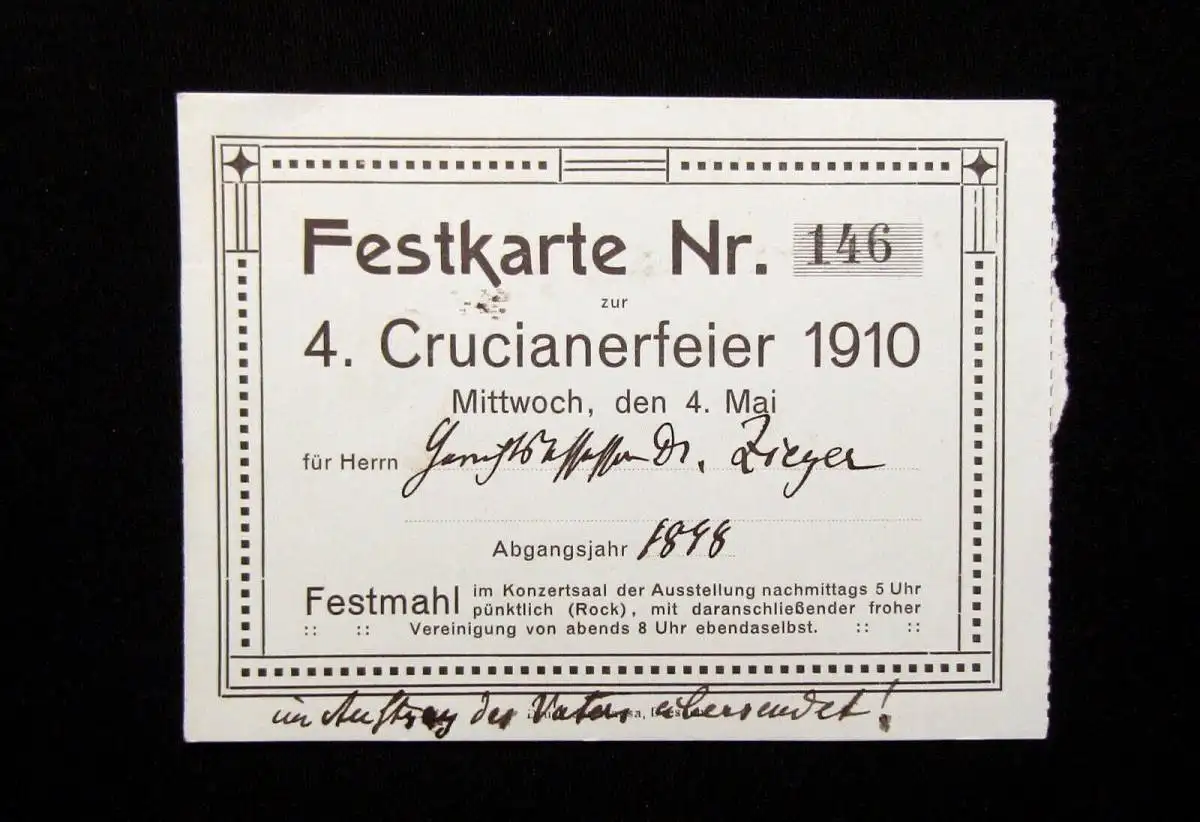 Festkarte Nr. 146
zur
4. Crucianerfeier 1910
Mittwoch, den 4. Mai
für Herrn Gerichtsassessor Dr. Zieger
Abgangsjahr 1898
Festmahl im Konzertsaal der Ausstellung nachmittags 5 Uhr
pünktlich (Rock), mit daranschließender froher
:: :: Vereinigung von abends 8 Uhr ebendaselbst. :: ::
im Auftrag des Vaters übersendet!